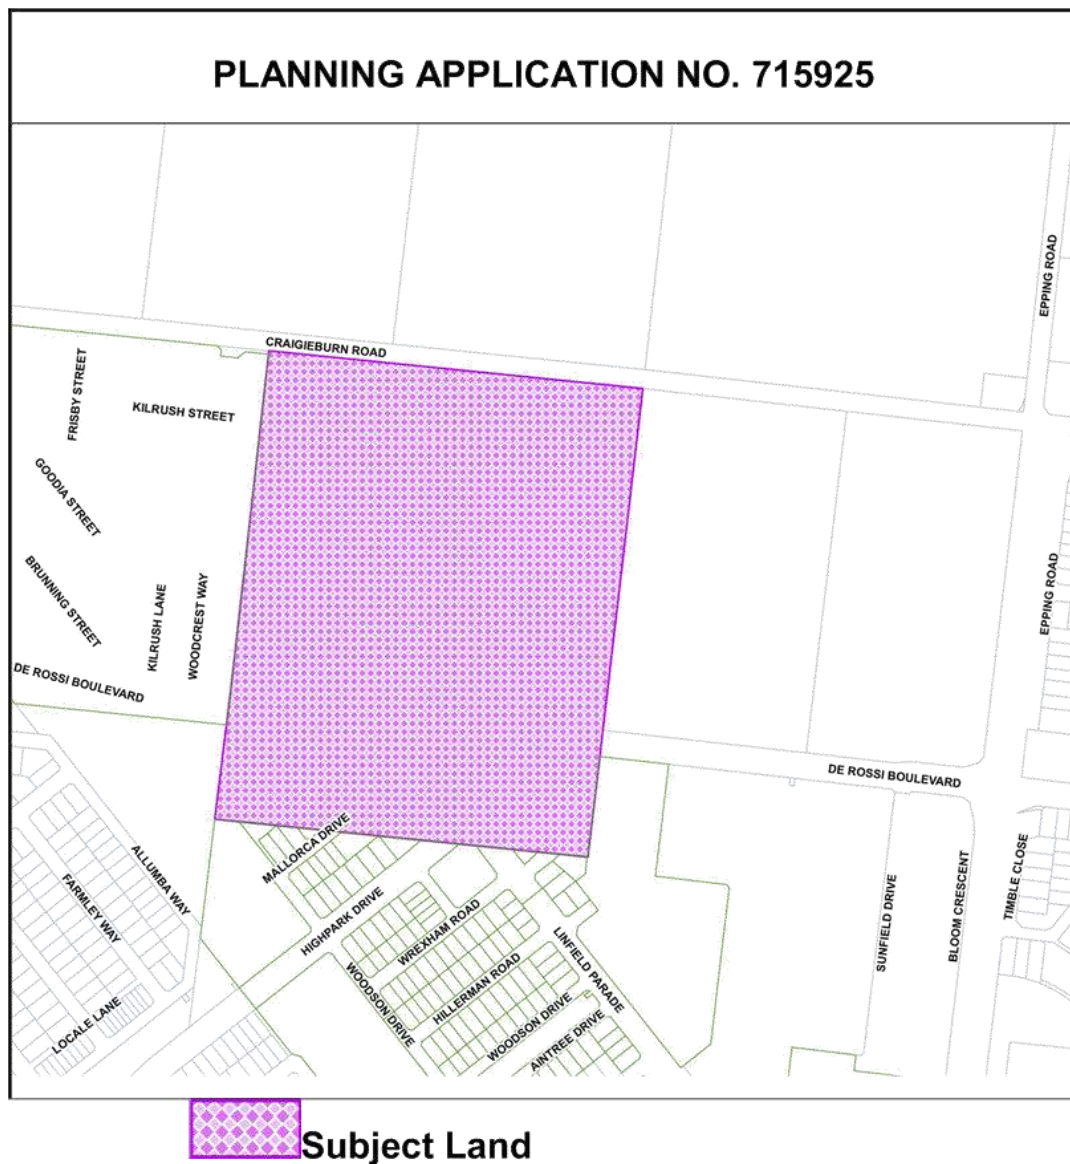 PLANNING APPLICATION NO. 715925
EPPING ROAD
CRAIGIEBURN ROAD
FRISBY STREET
KILRUSH STREET
GOODIA STREET
BRUNNING STREET
KILRUSH LANE
WOODCREST WAY
EPPING ROAD
DE ROSSI BOULEVARD
DE ROSSI BOULEVARD
MALLORCA DRIVE
ALLUMBA WAY
FARMLEY WAY
HIGHPARK DRIVE
WREXHAM ROAD
SUNFIELD DRIVE
BLOOM CRESCENT
TIMBLE CLOSE
LINFIELD PARADE
WOODSON DRIVE
HILLERMAN ROAD
LOCALE LANE
WOODSON DRIVE
AINTREE DRIVE
Subject Land